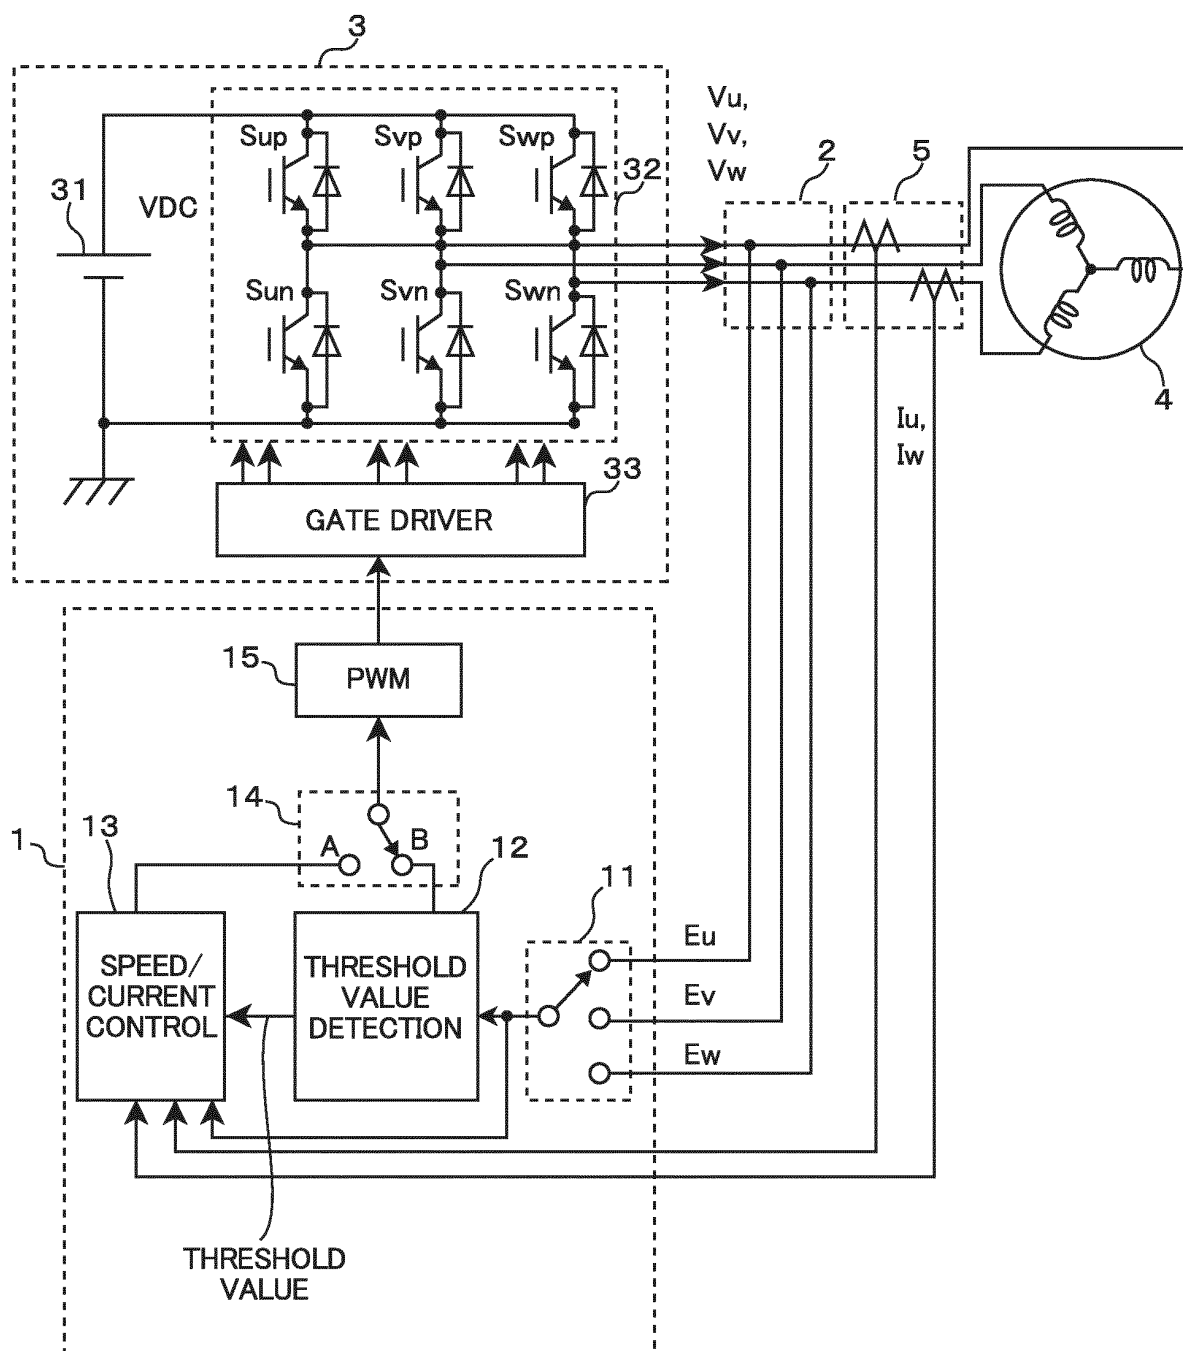 3
Vu,
Vv,
Vw
2
5
Sup
Svp
Swp
32
31
VDC
Sun
Svn
Swn
4
Iu,
Iw
33
GATE DRIVER
15
PWM
14
A
B
1
13
12
11
SPEED/
CURRENT
CONTROL
THRESHOLD
VALUE
DETECTION
Eu
Ev
Ew
THRESHOLD
VALUE